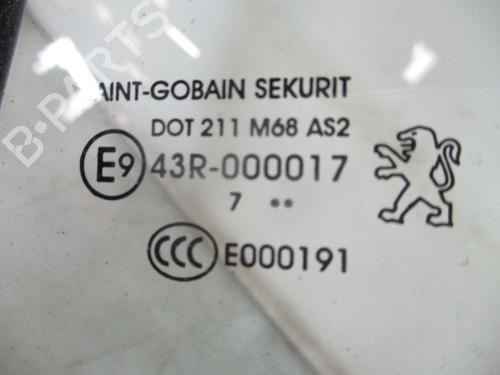 AINT-GOBAIN SEKURIT
DOT 211 M68 AS2
E9 43R-000017
7 ••
CCC E000191
B-PARTS